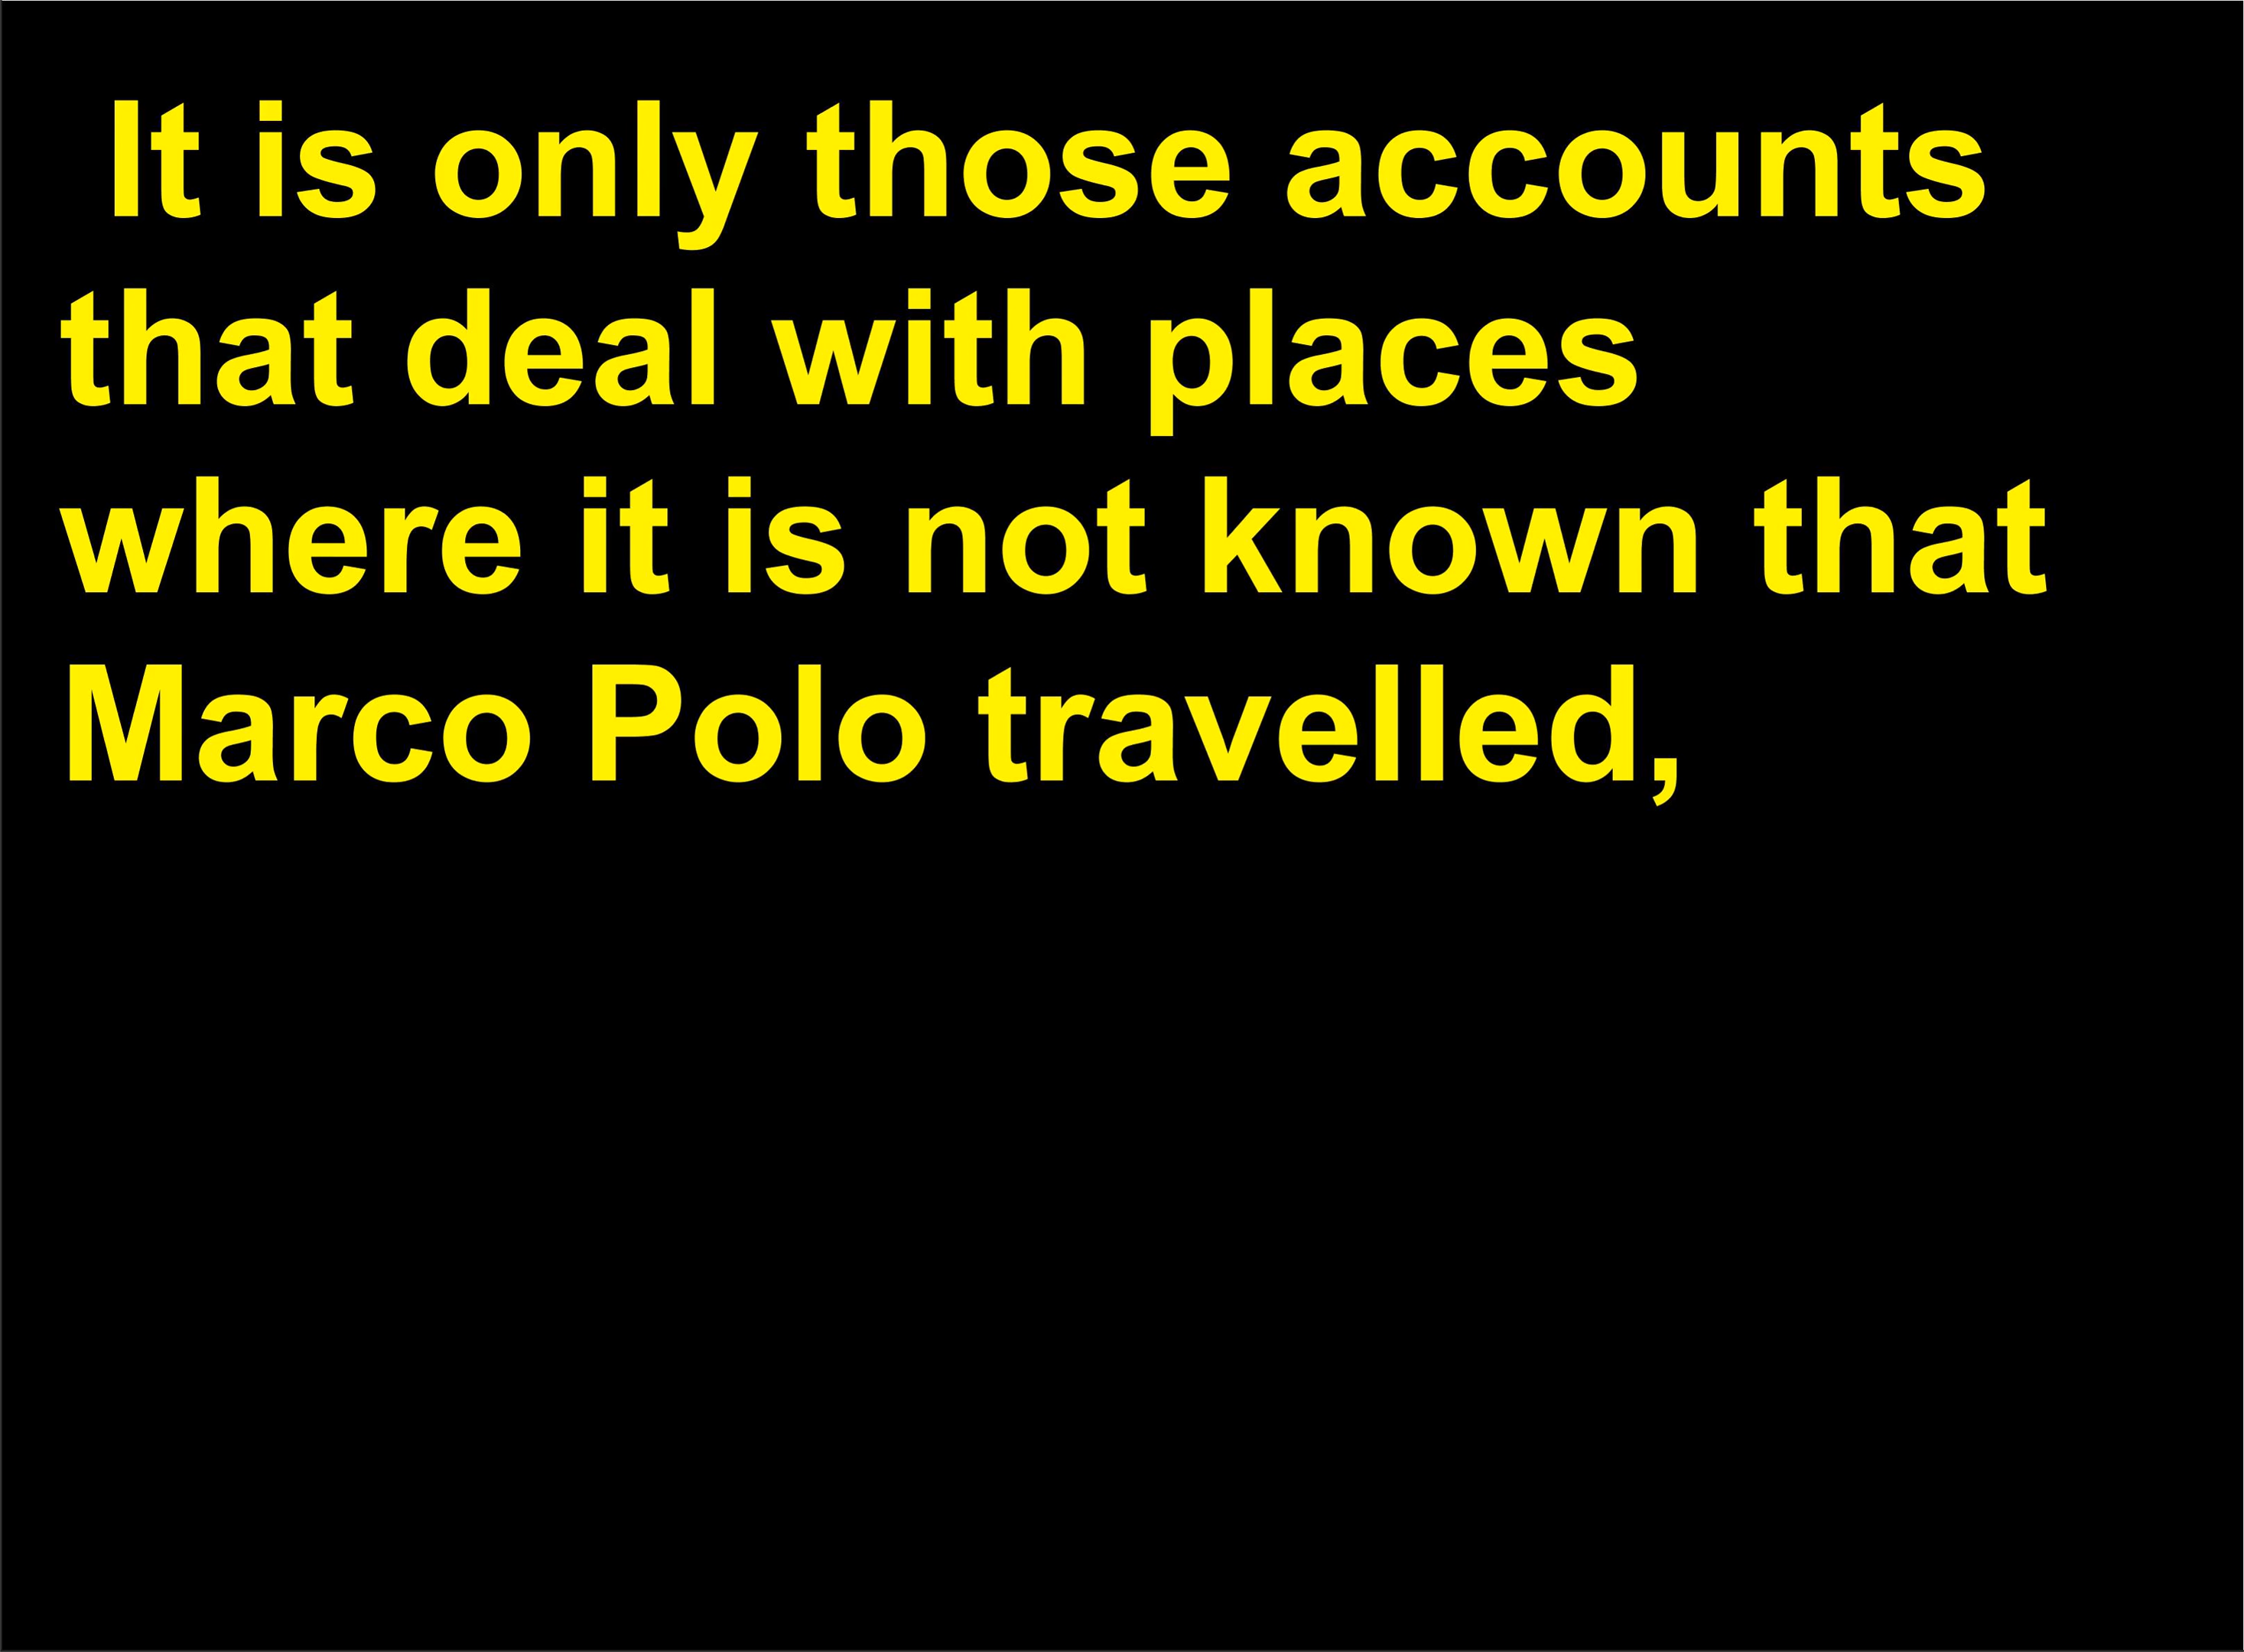 It is only those accounts
that deal with places
where it is not known that
Marco Polo travelled,